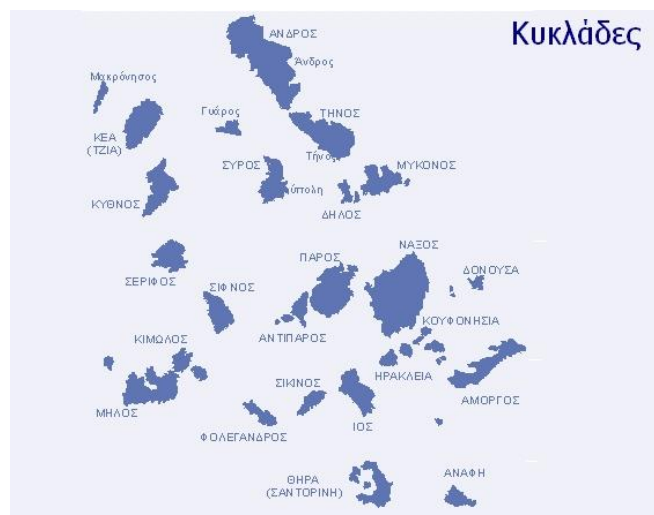 Κυκλάδες
ΑΝΔΡΟΣ
Άνδρος
Μακρόνησος
Γυάρος
ΤΗΝΟΣ
ΚΕΑ
(ΤΖΙΑ)
Τήνος
ΣΥΡΟΣ
ΜΥΚΟΝΟΣ
ύπολη
ΚΥΘΝΟΣ
ΔΗΛΟΣ
ΝΑΞΟΣ
ΠΑΡΟΣ
ΔΟΝΟΥΣΑ
ΣΕΡΙΦΟΣ
ΣΙΦΝΟΣ
ΚΟΥΦΟΝΗΣΙΑ
ΚΙΜΩΛΟΣ
ΑΝΤΙΠΑΡΟΣ
ΗΡΑΚΛΕΙΑ
ΣΙΚΙΝΟΣ
ΑΜΟΡΓΟΣ
ΜΗΛΟΣ
ΙΟΣ
ΦΟΛΕΓΑΝΔΡΟΣ
ΘΗΡΑ
(ΣΑΝΤΟΡΙΝΗ)
ΑΝΑΦΗ